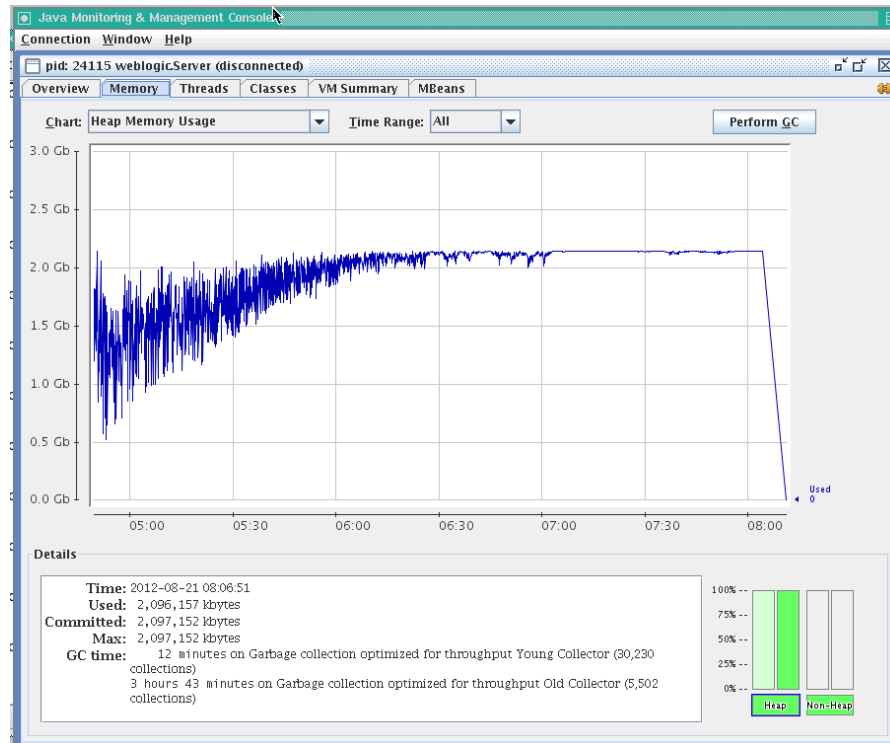 Java Monitoring & Management Console
Connection Window Help
pid: 24115 weblogic.Server (disconnected)
Overview Memory Threads Classes VM Summary MBeans
Chart: Heap Memory Usage Time Range: All Perform GC
3.0 Gb
2.5 Gb
2.0 Gb
1.5 Gb
1.0 Gb
0.5 Gb
0.0 Gb
Used
0
05:00 05:30 06:00 06:30 07:00 07:30 08:00
Details
Time: 2012-08-21 08:06:51
Used: 2,096,157 kbytes
Committed: 2,097,152 kbytes
Max: 2,097,152 kbytes
GC time: 12 minutes on Garbage collection optimized for throughput Young Collector (30,230
collections)
3 hours 43 minutes on Garbage collection optimized for throughput Old Collector (5,502
collections)
100% --
75% --
50% --
25% --
0% --
Heap Non-Heap